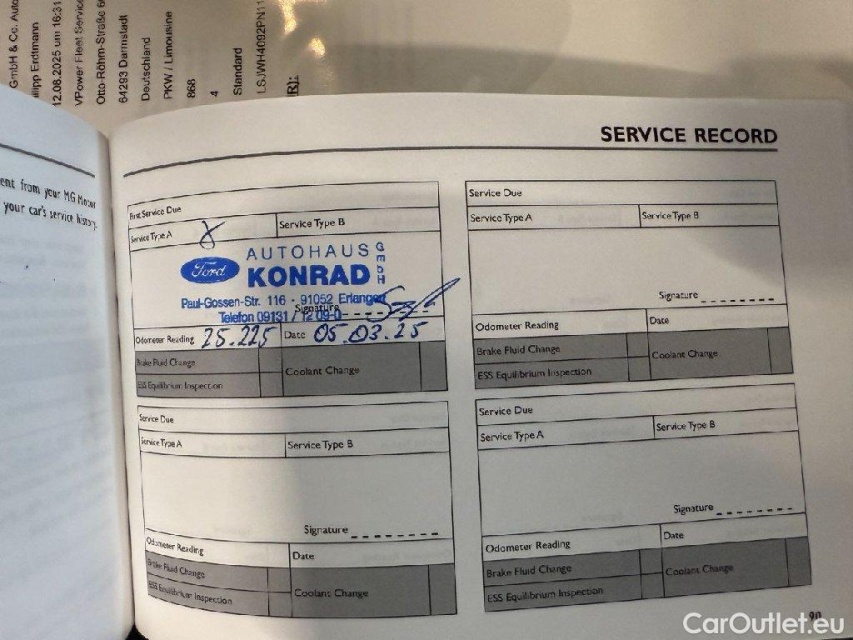 GmbH & Co. Auto
ilipp Erdtmann
12.08.2025 um 16:31
VPower Fleet Service
Otto-Röhm-Straße 6
64293 Darmstadt
Deutschland
PKW / Limousine
868
4
Standard
LSJWH4092PN1
R):
ent from your MG Motor
your car's service history.
SERVICE RECORD
First Service Due
Service Type A X
Service Type B
Ford AUTOHAUS GmbH
KONRAD
Paul-Gossen-Str. 116 · 91052 Erlangen
Signature
Telefon 09131 / 12 09-0
Odometer Reading 25.225
Date 05.03.25
Brake Fluid Change
Coolant Change
ESS Equilibrium Inspection
Service Due
Service Type A
Service Type B
Signature
Odometer Reading
Date
Brake Fluid Change
Coolant Change
ESS Equilibrium Inspection
Service Due
Service Type A
Service Type B
Signature
Odometer Reading
Date
Brake Fluid Change
Coolant Change
ESS Equilibrium Inspection
Service Due
Service Type A
Service Type B
Signature
Odometer Reading
Date
Brake Fluid Change
Coolant Change
ESS Equilibrium Inspection
90
CarOutlet.eu